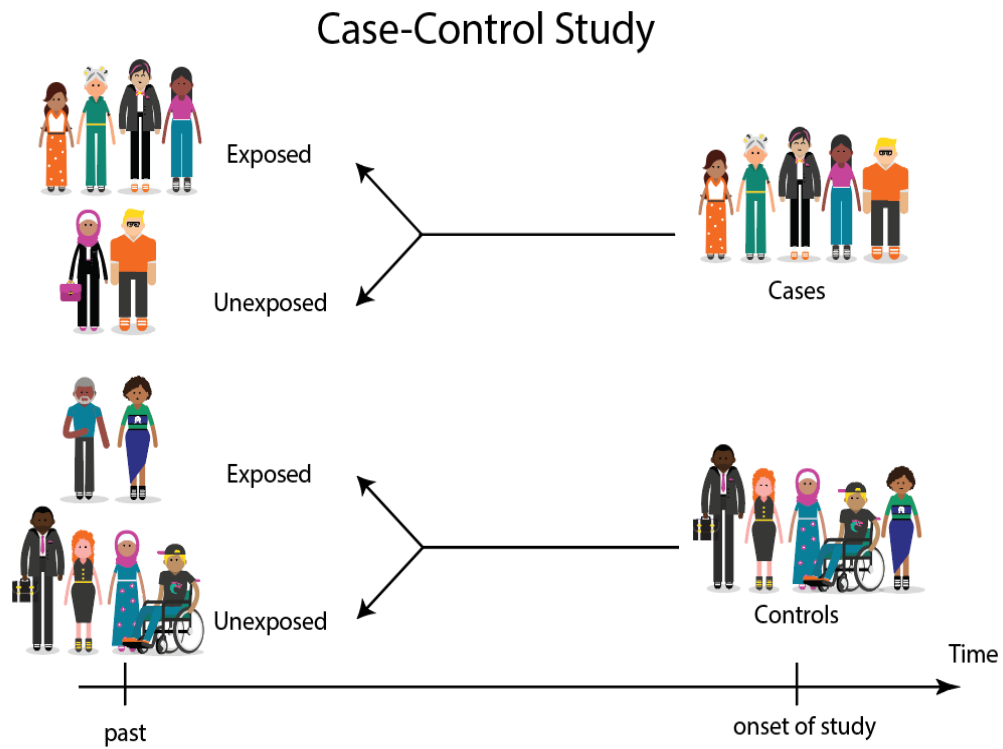 Case-Control Study
Exposed
Unexposed
Cases
Exposed
Unexposed
Controls
Time
past
onset of study